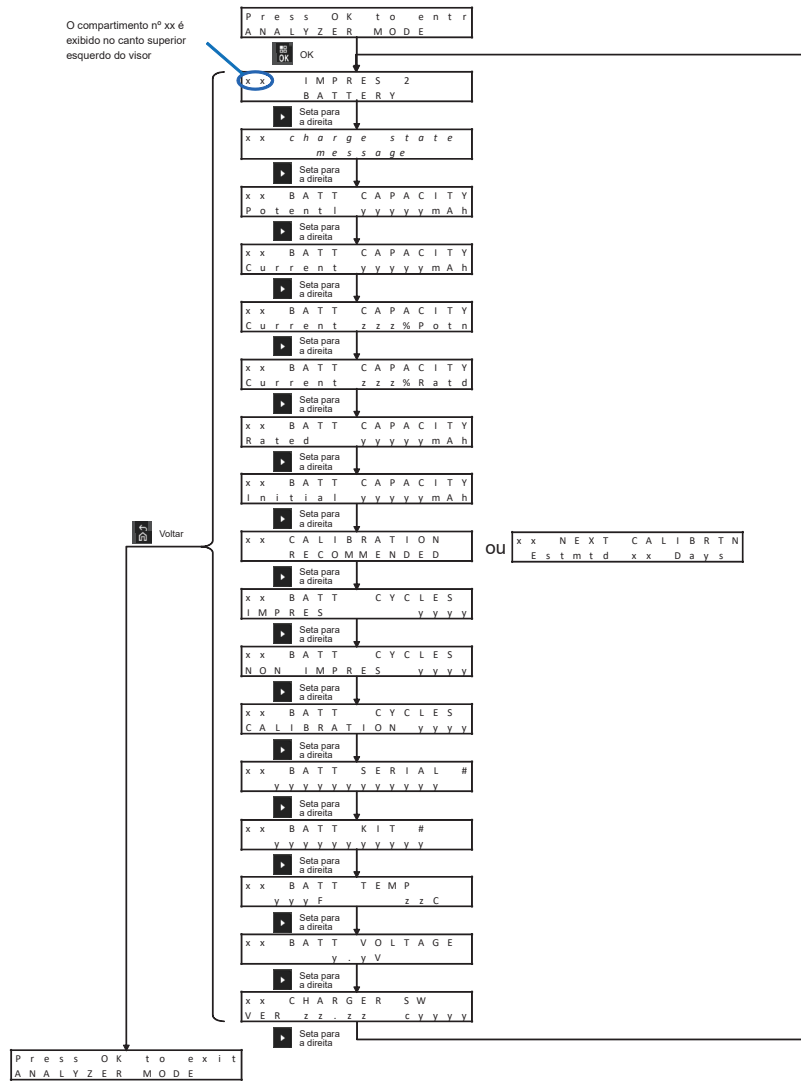 O compartimento nº xx é
exibido no canto superior
esquerdo do visor
Press OK to entr
ANALYZER MODE
OK
OK
xx IMPRES 2
BATTERY
Seta para
a direita
xx charge state
message
Seta para
a direita
xx BATT CAPACITY
Potentl yyyyymAh
Seta para
a direita
xx BATT CAPACITY
Current yyyyymAh
Seta para
a direita
xx BATT CAPACITY
Current zzz%Potn
Seta para
a direita
xx BATT CAPACITY
Current zzz%Ratd
Seta para
a direita
xx BATT CAPACITY
Rated yyyyymAh
Seta para
a direita
xx BATT CAPACITY
Initial yyyyymAh
Seta para
a direita
Voltar
xx CALIBRATION
RECOMMENDED
ou
xx NEXT CALIBRTN
Estmtd xx Days
Seta para
a direita
xx BATT CYCLES
IMPRES yyyy
Seta para
a direita
xx BATT CYCLES
NON IMPRES yyyy
Seta para
a direita
xx BATT CYCLES
CALIBRATION yyyy
Seta para
a direita
xx BATT SERIAL #
yyyyyyyyyyyy
Seta para
a direita
xx BATT KIT #
yyyyyyyyyyy
Seta para
a direita
xx BATT TEMP
yyyF zzC
Seta para
a direita
xx BATT VOLTAGE
y.yV
Seta para
a direita
xx CHARGER SW
VER zz.zz cyyyy
Seta para
a direita
Press OK to exit
ANALYZER MODE